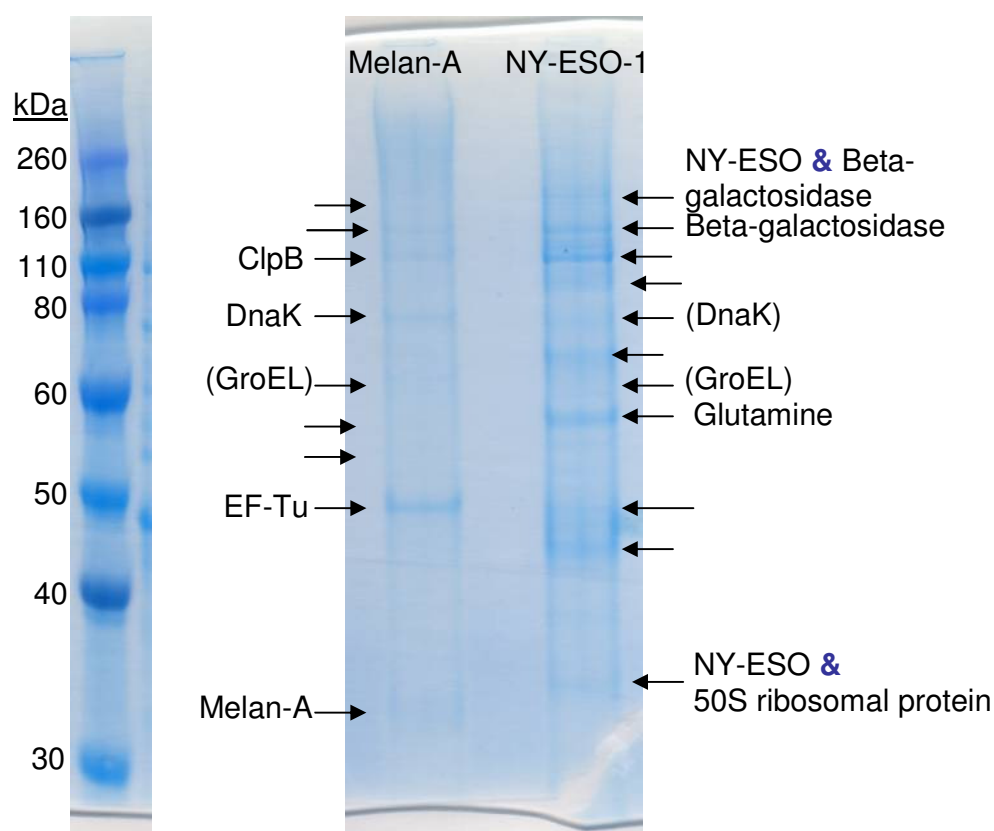 Melan-A NY-ESO-1
kDa
260
160
110
80
60
50
40
30
ClpB
DnaK
(GroEL)
EF-Tu
Melan-A
NY-ESO & Beta-
galactosidase
Beta-galactosidase
(DnaK)
(GroEL)
Glutamine
NY-ESO &
50S ribosomal protein